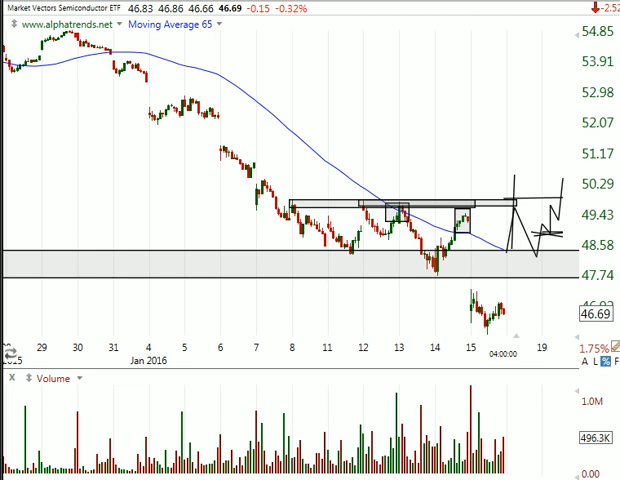 Market Vectors Semiconductor ETF 46.83 46.86 46.66 46.69 -0.15 -0.32% -2.52
www.alphatrends.net Moving Average 65
54.85
53.91
52.98
52.07
51.17
50.29
49.43
48.58
47.74
46.69
29 30 31 4 5 6 7 8 11 12 13 14 15 19 1.75%
2015 Jan 2016 04:00:00
A L % F
X Volume
1.0M
496.3K
0.00